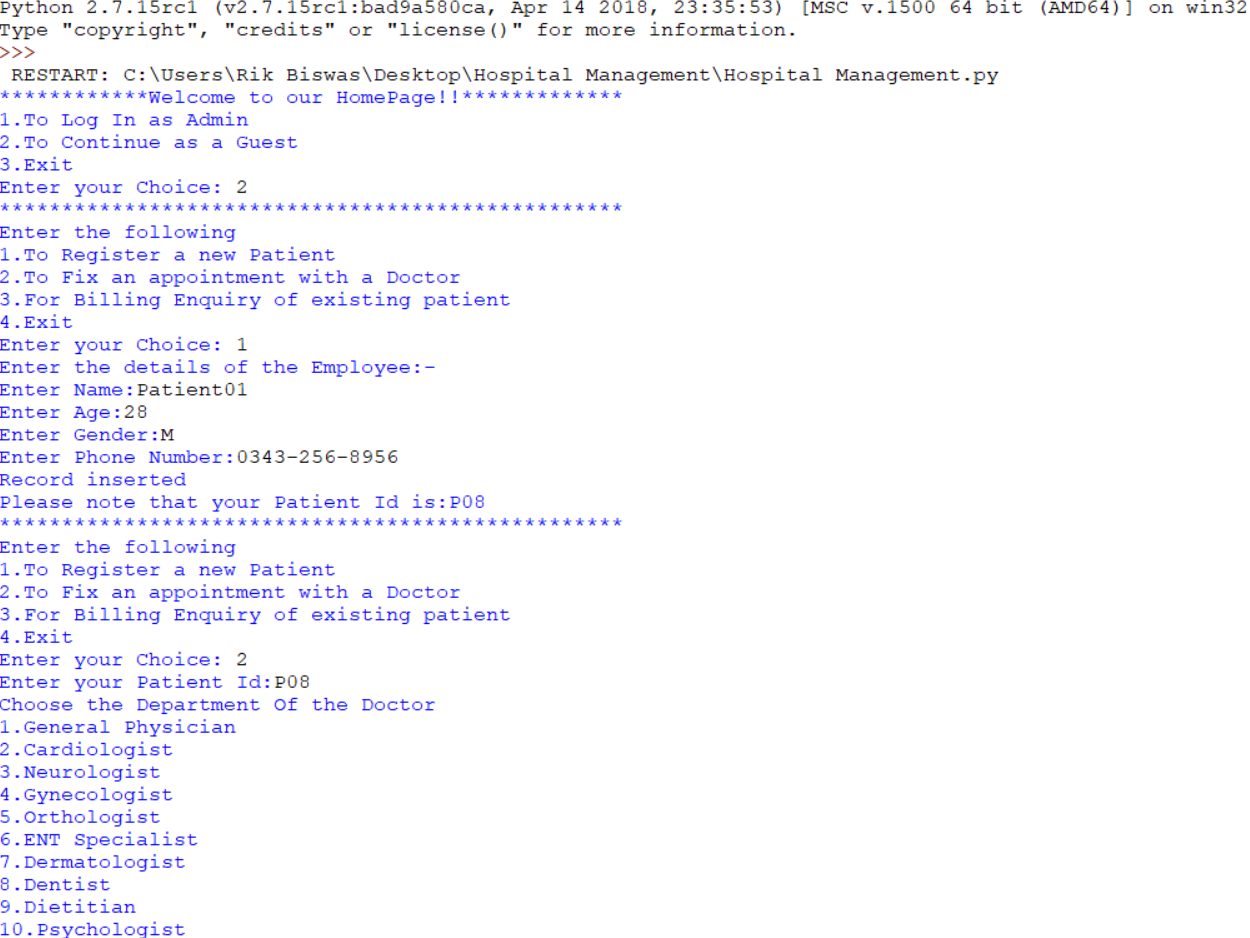 Python 2.7.15rc1 (v2.7.15rc1:bad9a580ca, Apr 14 2018, 23:35:53) [MSC v.1500 64 bit (AMD64)] on win32
Type "copyright", "credits" or "license()" for more information.
>>>
 RESTART: C:\Users\Rik Biswas\Desktop\Hospital Management\Hospital Management.py
************Welcome to our HomePage!!*************
1.To Log In as Admin
2.To Continue as a Guest
3.Exit
Enter your Choice: 2
**************************************************
Enter the following
1.To Register a new Patient
2.To Fix an appointment with a Doctor
3.For Billing Enquiry of existing patient
4.Exit
Enter your Choice: 1
Enter the details of the Employee:-
Enter Name:Patient01
Enter Age:28
Enter Gender:M
Enter Phone Number:0343-256-8956
Record inserted
Please note that your Patient Id is:P08
**************************************************
Enter the following
1.To Register a new Patient
2.To Fix an appointment with a Doctor
3.For Billing Enquiry of existing patient
4.Exit
Enter your Choice: 2
Enter your Patient Id:P08
Choose the Department Of the Doctor
1.General Physician
2.Cardiologist
3.Neurologist
4.Gynecologist
5.Orthologist
6.ENT Specialist
7.Dermatologist
8.Dentist
9.Dietitian
10.Psychologist